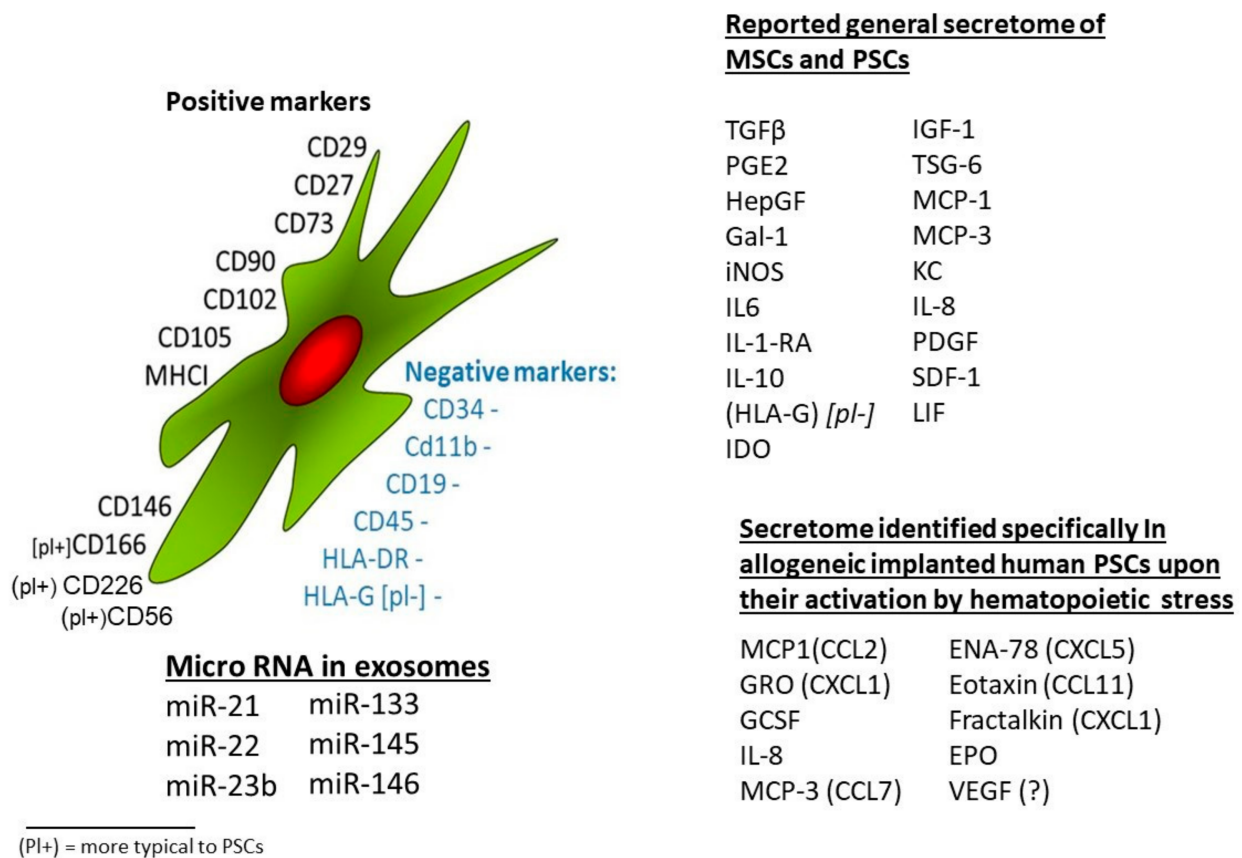 Positive markers
CD29
CD27
CD73
CD90
CD102
CD105
MHCI
CD146
[pl+]CD166
(pl+) CD226
(pl+)CD56
Negative markers:
CD34 -
Cd11b -
CD19 -
CD45 -
HLA-DR -
HLA-G [pl-] -
Micro RNA in exosomes
miR-21 miR-133
miR-22 miR-145
miR-23b miR-146
(Pl+) = more typical to PSCs
Reported general secretome of
MSCs and PSCs
TGFβ IGF-1
PGE2 TSG-6
HepGF MCP-1
Gal-1 MCP-3
iNOS KC
IL6 IL-8
IL-1-RA PDGF
IL-10 SDF-1
(HLA-G) [pl-] LIF
IDO
Secretome identified specifically In
allogeneic implanted human PSCs upon
their activation by hematopoietic stress
MCP1(CCL2) ENA-78 (CXCL5)
GRO (CXCL1) Eotaxin (CCL11)
GCSF Fractalkin (CXCL1)
IL-8 EPO
MCP-3 (CCL7) VEGF (?)